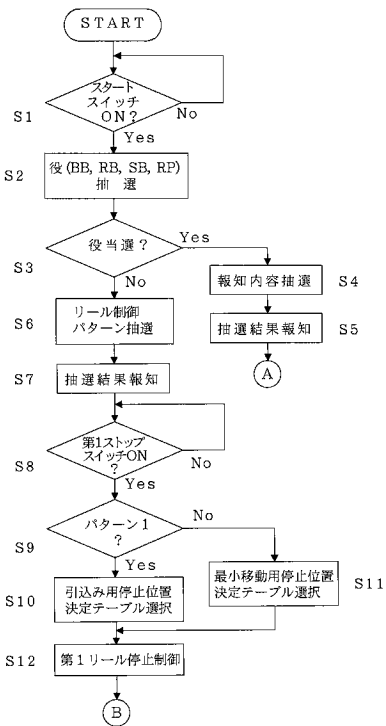 START
スタート
スイッチ
ON?
S1
No
Yes
役(BB, RB, SB, RP)
抽選
S2
役当選?
Yes
S3
No
報知内容抽選
S4
リール制御
パターン抽選
S6
抽選結果報知
S5
A
抽選結果報知
S7
第1ストップ
スイッチON
?
S8
No
Yes
パターン1
?
No
S9
Yes
引込み用停止位置
決定テーブル選択
S10
最小移動用停止位置
決定テーブル選択
S11
第1リール停止制御
S12
B